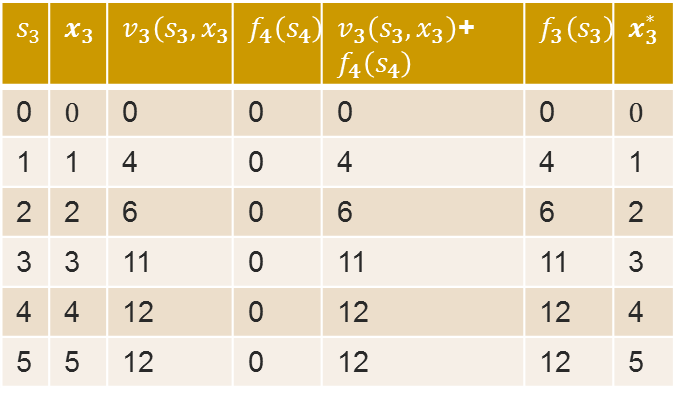 s₃ x₃ v₃(s₃, x₃ f₄(s₄) v₃(s₃, x₃)+ f₃(s₃) x₃*
f₄(s₄)
0 0 0 0 0 0 0
1 1 4 0 4 4 1
2 2 6 0 6 6 2
3 3 11 0 11 11 3
4 4 12 0 12 12 4
5 5 12 0 12 12 5